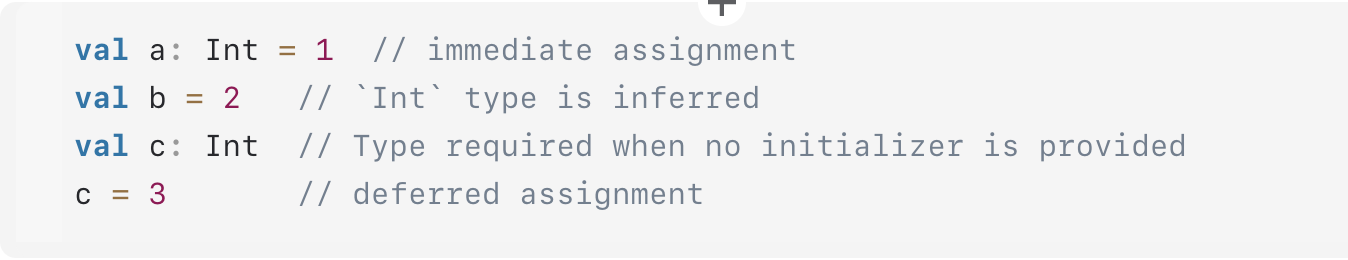 val a: Int = 1  // immediate assignment
val b = 2   // `Int` type is inferred
val c: Int  // Type required when no initializer is provided
c = 3       // deferred assignment